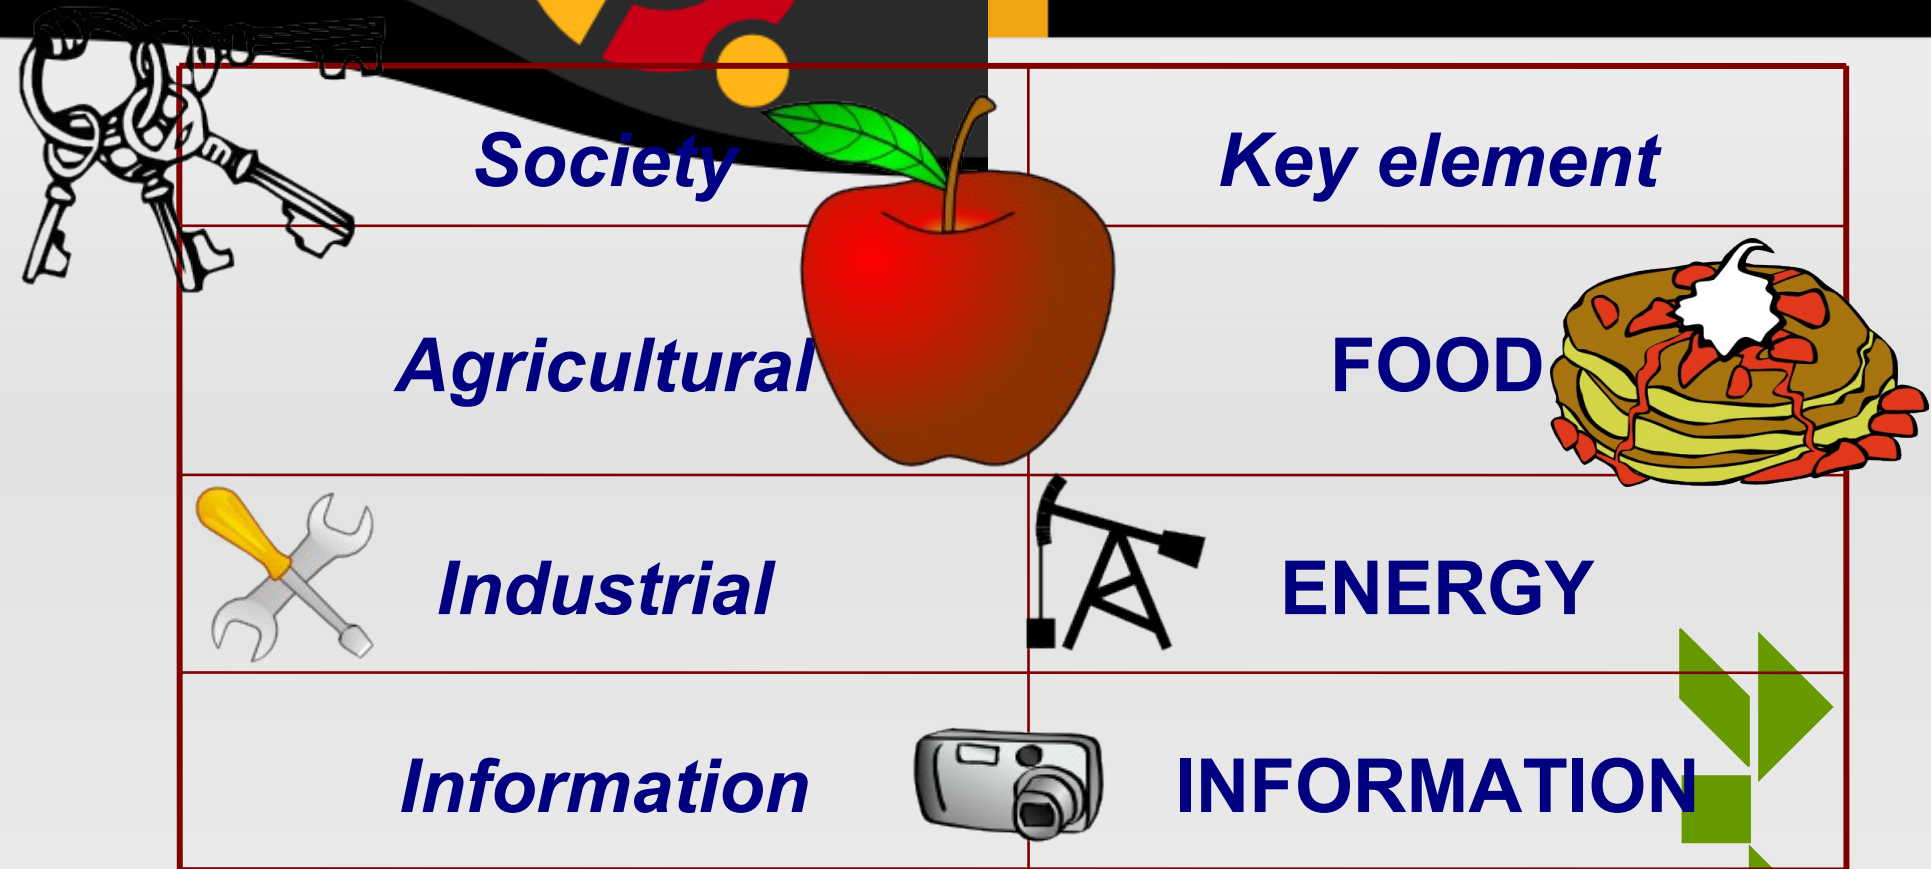 Society Key element
Agricultural FOOD
Industrial ENERGY
Information INFORMATION